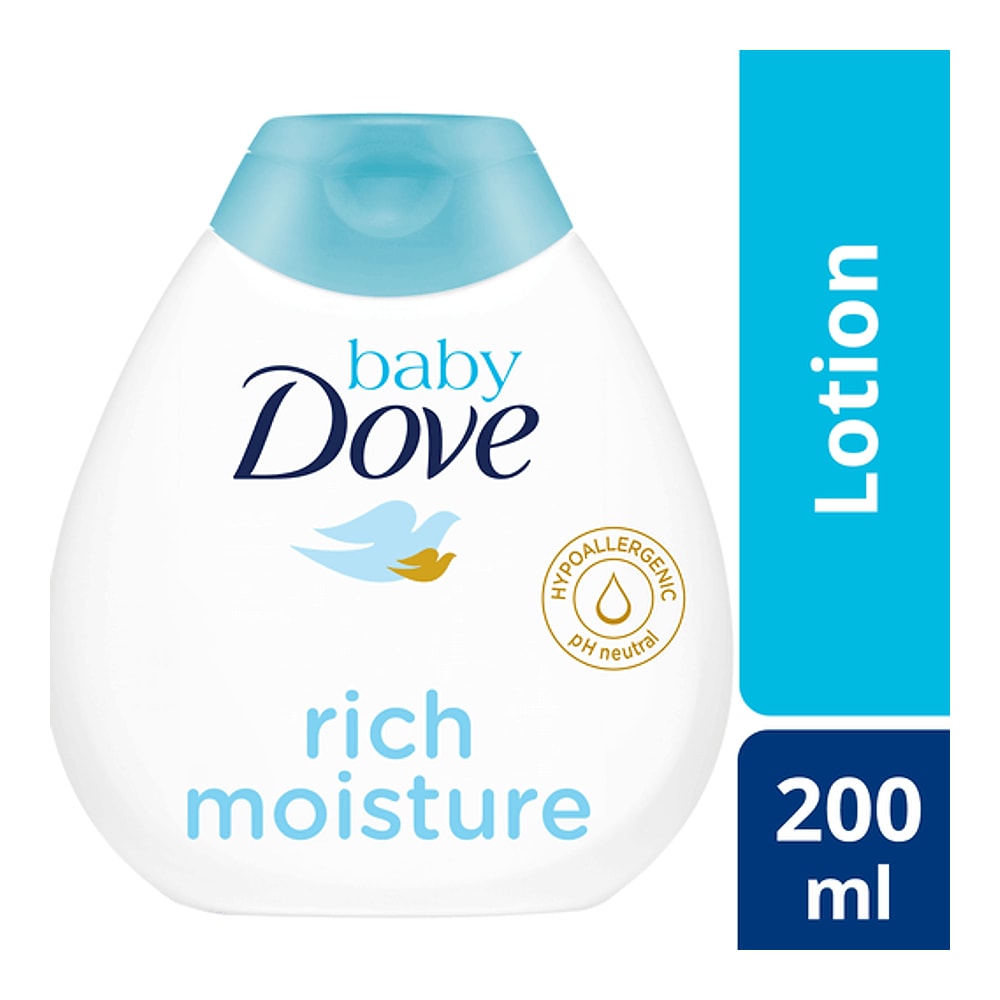 baby
Dove
HYPOALLERGENIC
pH neutral
rich
moisture
Lotion
200
ml